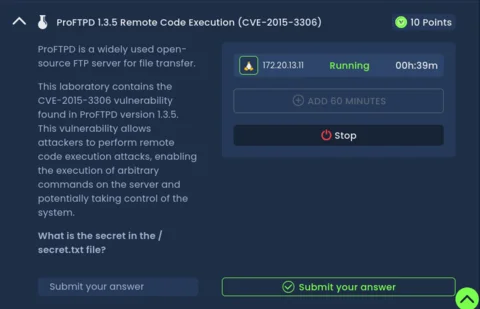 ProFTPD 1.3.5 Remote Code Execution (CVE-2015-3306)
10 Points
ProFTPD is a widely used open-
source FTP server for file transfer.
This laboratory contains the
CVE-2015-3306 vulnerability
found in ProFTPD version 1.3.5.
This vulnerability allows
attackers to perform remote
code execution attacks, enabling
the execution of arbitrary
commands on the server and
potentially taking control of the
system.
What is the secret in the /
secret.txt file?
172.20.13.11 Running 00h:39m
ADD 60 MINUTES
Stop
Submit your answer
Submit your answer